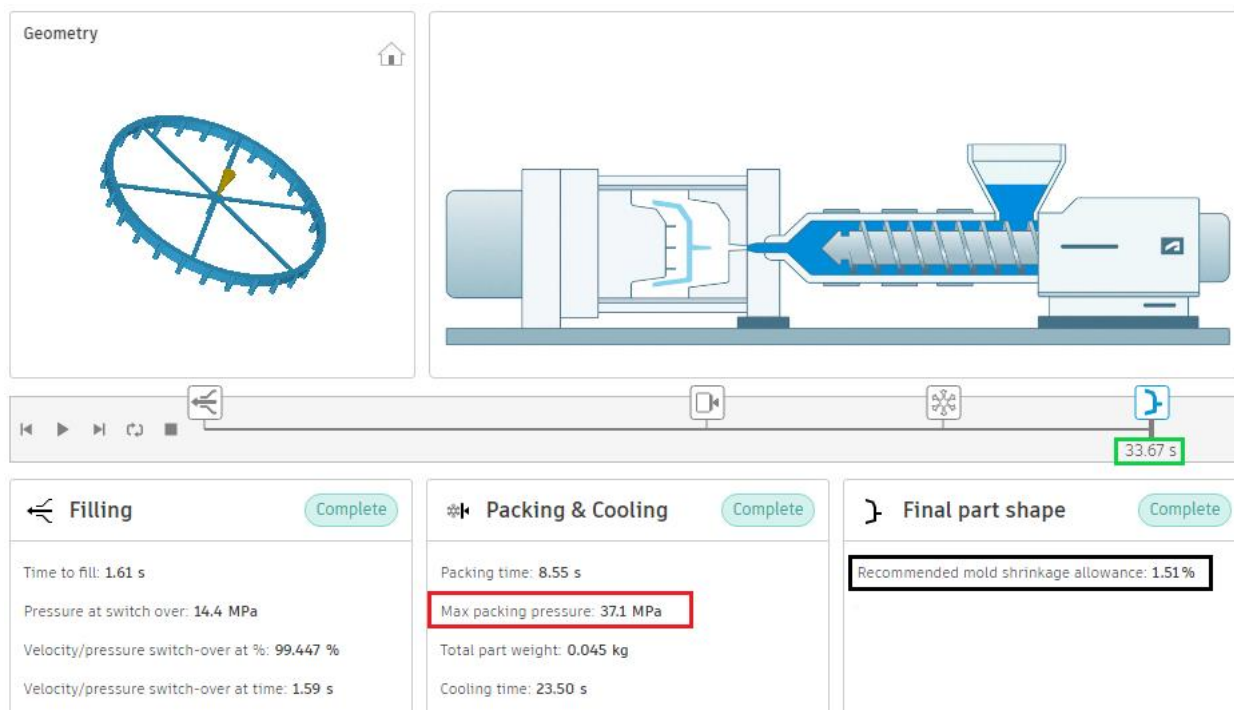 Geometry
33.67 s
Filling
Complete
Time to fill: 1.61 s
Pressure at switch over: 14.4 MPa
Velocity/pressure switch-over at %: 99.447 %
Velocity/pressure switch-over at time: 1.59 s
Packing & Cooling
Complete
Packing time: 8.55 s
Max packing pressure: 37.1 MPa
Total part weight: 0.045 kg
Cooling time: 23.50 s
Final part shape
Complete
Recommended mold shrinkage allowance: 1.51%